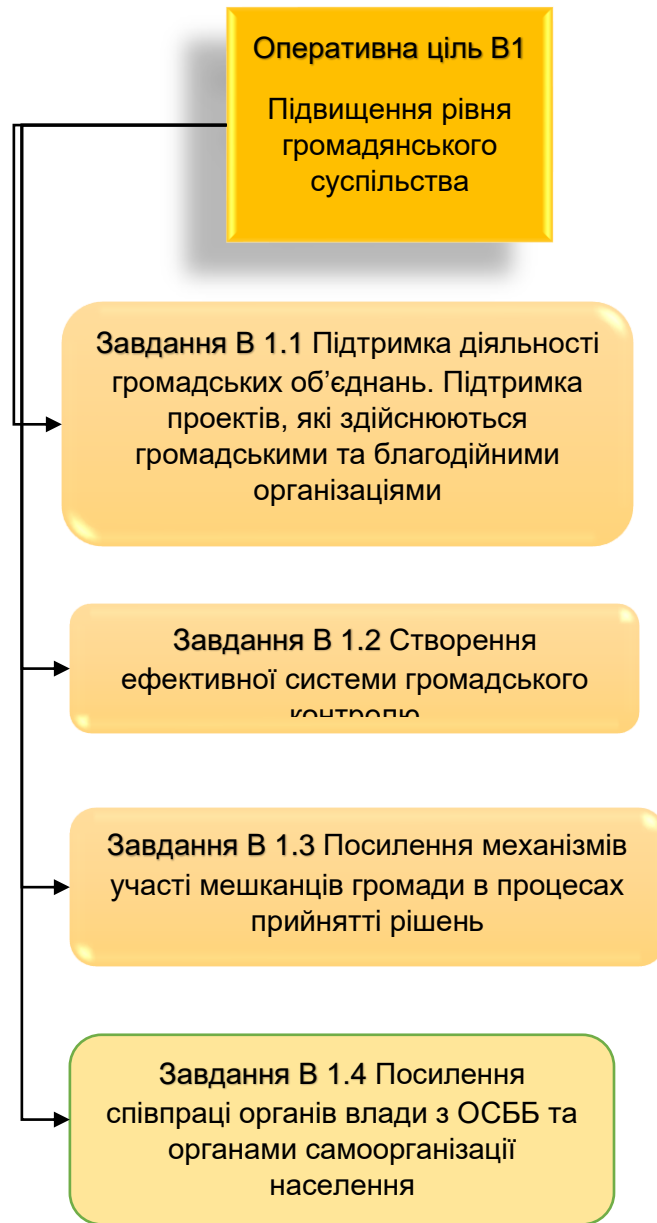 Оперативна ціль В1
Підвищення рівня
громадянського
суспільства
Завдання В 1.1 Підтримка діяльності
громадських об’єднань. Підтримка
проектів, які здійснюються
громадськими та благодійними
організаціями
Завдання В 1.2 Створення
ефективної системи громадського
контролю
Завдання В 1.3 Посилення механізмів
участі мешканців громади в процесах
прийнятті рішень
Завдання В 1.4 Посилення
співпраці органів влади з ОСББ та
органами самоорганізації
населення